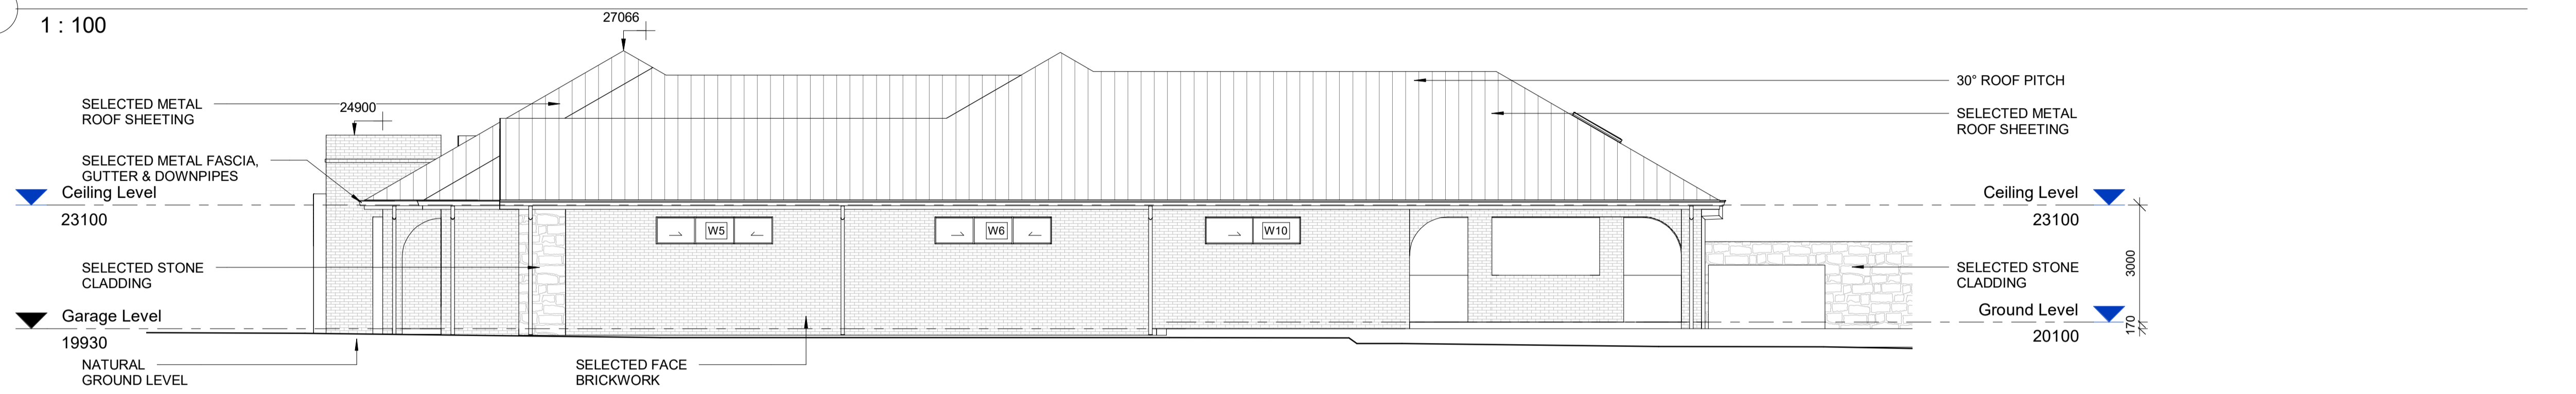 1 : 100
27066
24900
SELECTED METAL
ROOF SHEETING
SELECTED METAL FASCIA,
GUTTER & DOWNPIPES
Ceiling Level
23100
SELECTED STONE
CLADDING
Garage Level
19930
NATURAL
GROUND LEVEL
SELECTED FACE
BRICKWORK
W5
W6
W10
30° ROOF PITCH
SELECTED METAL
ROOF SHEETING
Ceiling Level
23100
SELECTED STONE
CLADDING
3000
Ground Level
20100
170